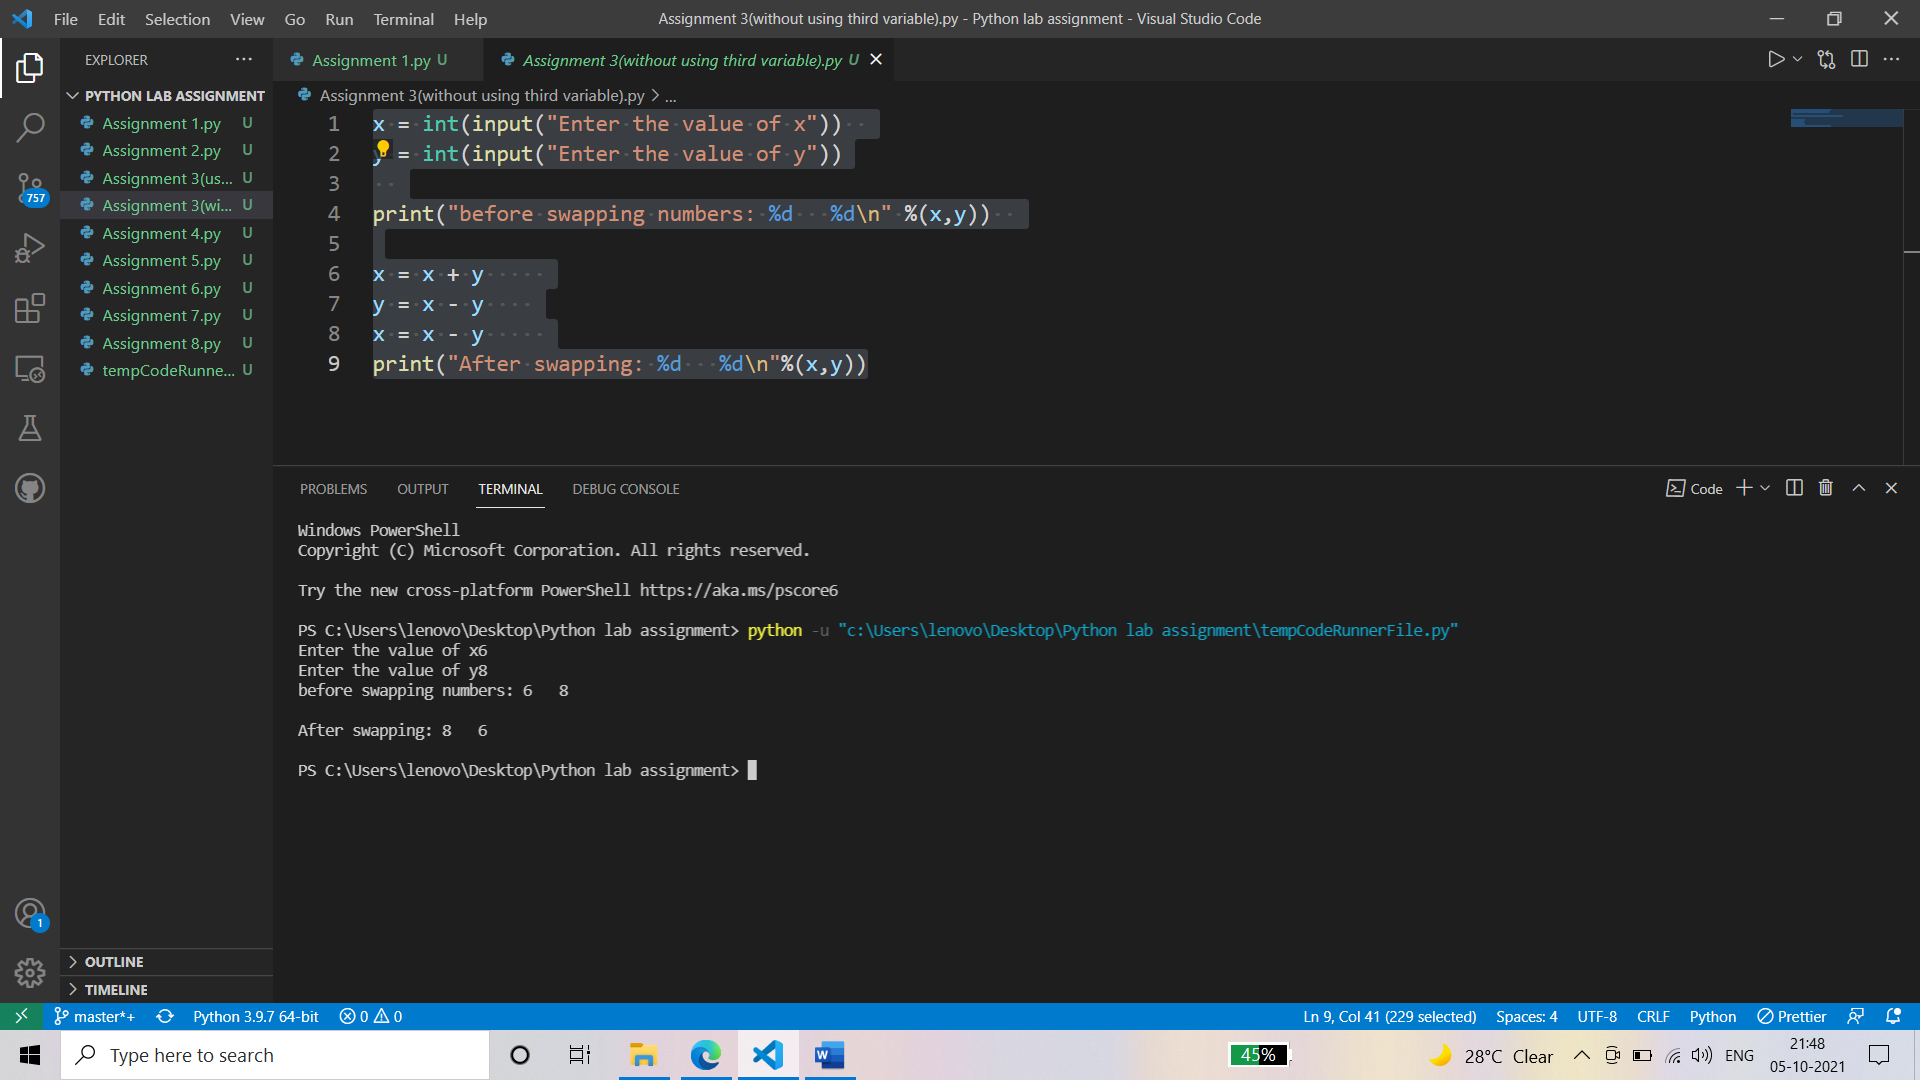 File Edit Selection View Go Run Terminal Help
Assignment 3(without using third variable).py - Python lab assignment - Visual Studio Code
EXPLORER
Assignment 1.py U
Assignment 3(without using third variable).py U
PYTHON LAB ASSIGNMENT
Assignment 1.py U
Assignment 2.py U
Assignment 3(us... U
Assignment 3(wi... U
Assignment 4.py U
Assignment 5.py U
Assignment 6.py U
Assignment 7.py U
Assignment 8.py U
tempCodeRunne... U
757
1
OUTLINE
TIMELINE
Assignment 3(without using third variable).py > ...
1 x = int(input("Enter the value of x"))
2 y = int(input("Enter the value of y"))
3
4 print("before swapping numbers: %d   %d\n" %(x,y))
5
6 x = x + y
7 y = x - y
8 x = x - y
9 print("After swapping: %d   %d\n"%(x,y))
PROBLEMS OUTPUT TERMINAL DEBUG CONSOLE
Code
Windows PowerShell
Copyright (C) Microsoft Corporation. All rights reserved.
Try the new cross-platform PowerShell https://aka.ms/pscore6
PS C:\Users\lenovo\Desktop\Python lab assignment> python -u "c:\Users\lenovo\Desktop\Python lab assignment\tempCodeRunnerFile.py"
Enter the value of x6
Enter the value of y8
before swapping numbers: 6   8
After swapping: 8   6
PS C:\Users\lenovo\Desktop\Python lab assignment>
master*+ Python 3.9.7 64-bit 0 0
Ln 9, Col 41 (229 selected) Spaces: 4 UTF-8 CRLF Python Prettier
Type here to search
45%
28°C Clear
ENG
21:48
05-10-2021